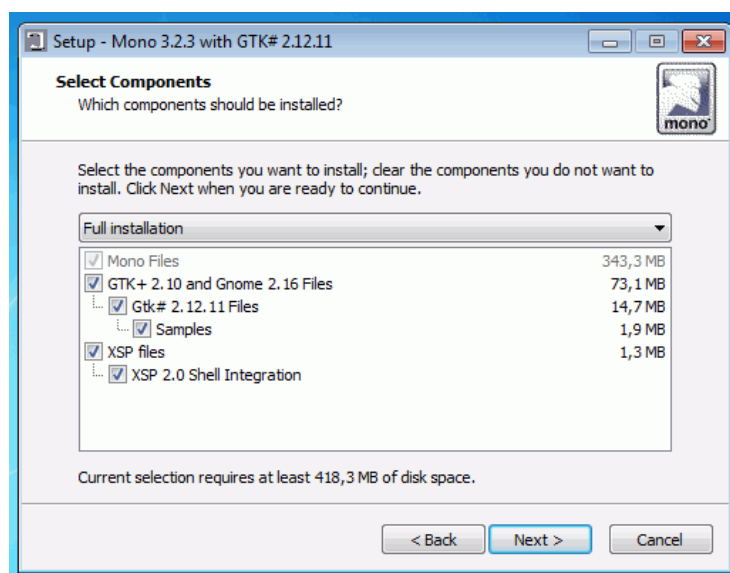 Setup - Mono 3.2.3 with GTK# 2.12.11
Select Components
Which components should be installed?
mono
Select the components you want to install; clear the components you do not want to
install. Click Next when you are ready to continue.
Full installation
Mono Files 343,3 MB
GTK+ 2.10 and Gnome 2.16 Files 73,1 MB
Gtk# 2.12.11 Files 14,7 MB
Samples 1,9 MB
XSP files 1,3 MB
XSP 2.0 Shell Integration
Current selection requires at least 418,3 MB of disk space.
< Back Next > Cancel